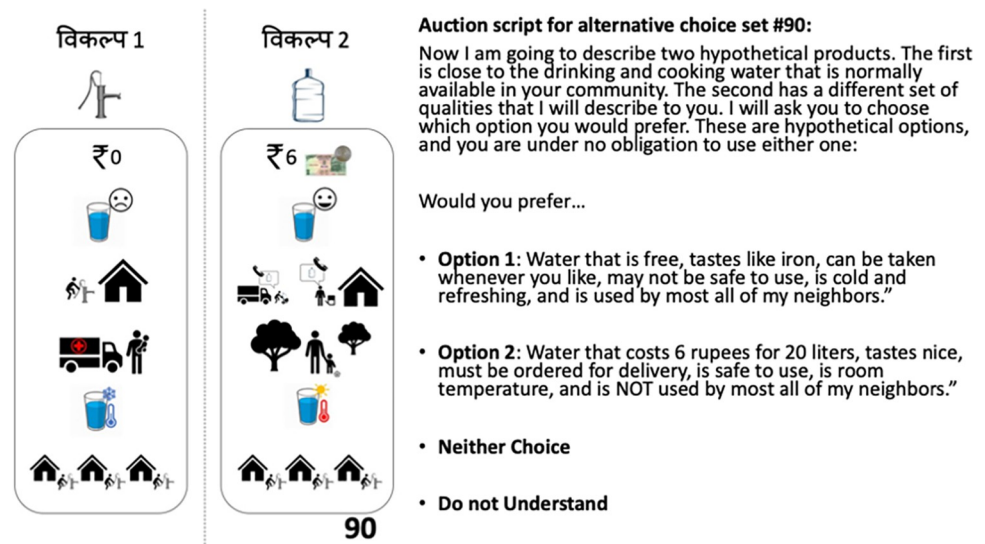 विकल्प 1
₹0
विकल्प 2
₹6
90
Auction script for alternative choice set #90:
Now I am going to describe two hypothetical products. The first
is close to the drinking and cooking water that is normally
available in your community. The second has a different set of
qualities that I will describe to you. I will ask you to choose
which option you would prefer. These are hypothetical options,
and you are under no obligation to use either one:
Would you prefer…
• Option 1: Water that is free, tastes like iron, can be taken
whenever you like, may not be safe to use, is cold and
refreshing, and is used by most all of my neighbors.”
• Option 2: Water that costs 6 rupees for 20 liters, tastes nice,
must be ordered for delivery, is safe to use, is room
temperature, and is NOT used by most all of my neighbors.”
• Neither Choice
• Do not Understand